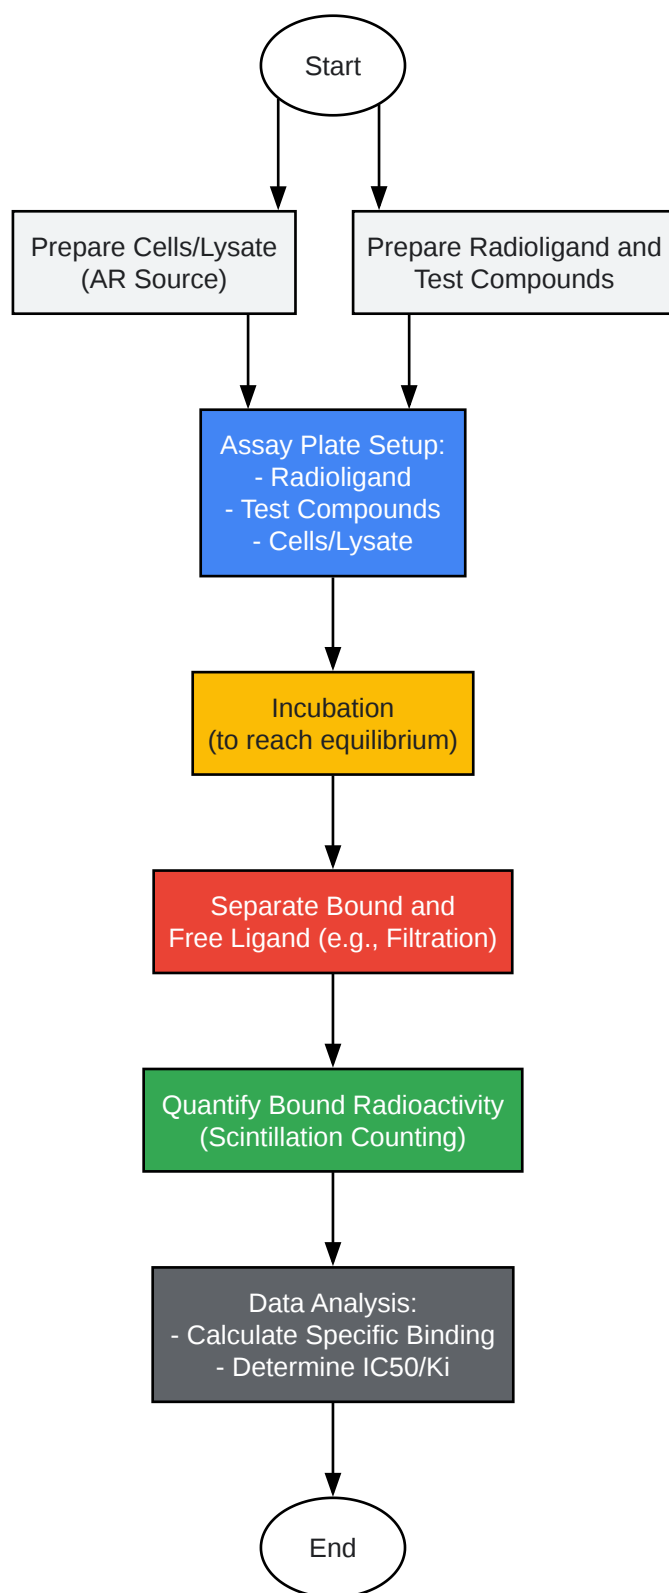 Start
Prepare Cells/Lysate
(AR Source)
Prepare Radioligand and
Test Compounds
Assay Plate Setup:
- Radioligand
- Test Compounds
- Cells/Lysate
Incubation
(to reach equilibrium)
Separate Bound and
Free Ligand (e.g., Filtration)
Quantify Bound Radioactivity
(Scintillation Counting)
Data Analysis:
- Calculate Specific Binding
- Determine IC50/Ki
End